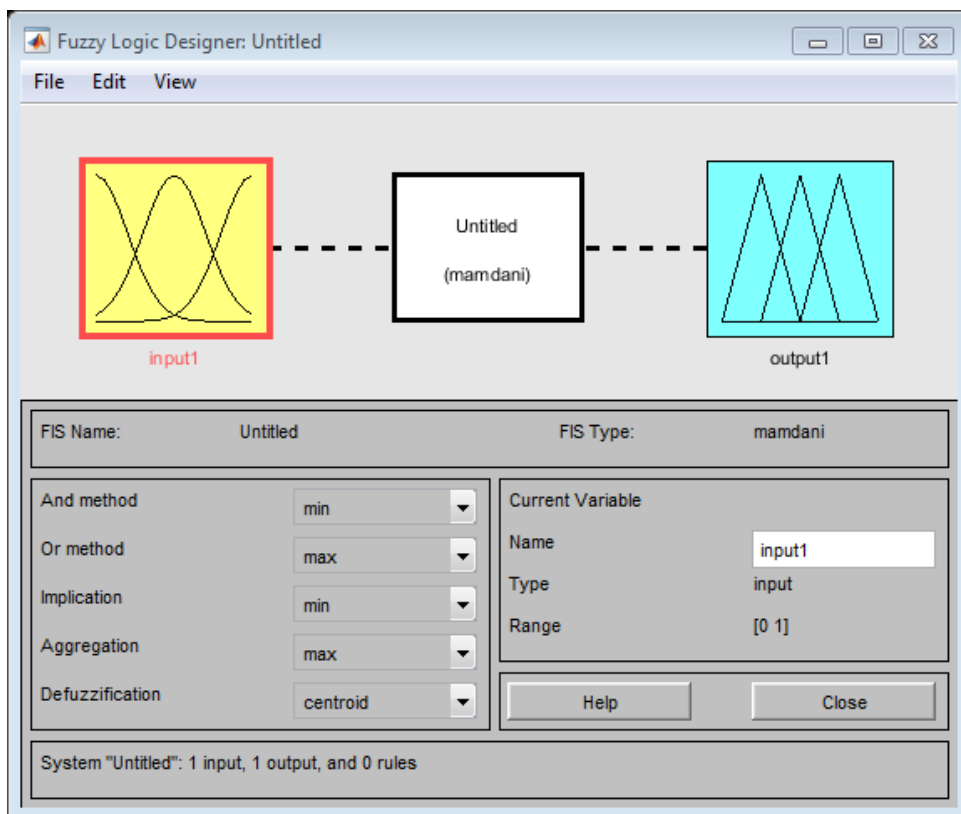 Fuzzy Logic Designer: Untitled
File Edit View
Untitled
(mamdani)
input1
output1
FIS Name: Untitled FIS Type: mamdani
And method min
Or method max
Implication min
Aggregation max
Defuzzification centroid
Current Variable
Name input1
Type input
Range [0 1]
Help Close
System "Untitled": 1 input, 1 output, and 0 rules